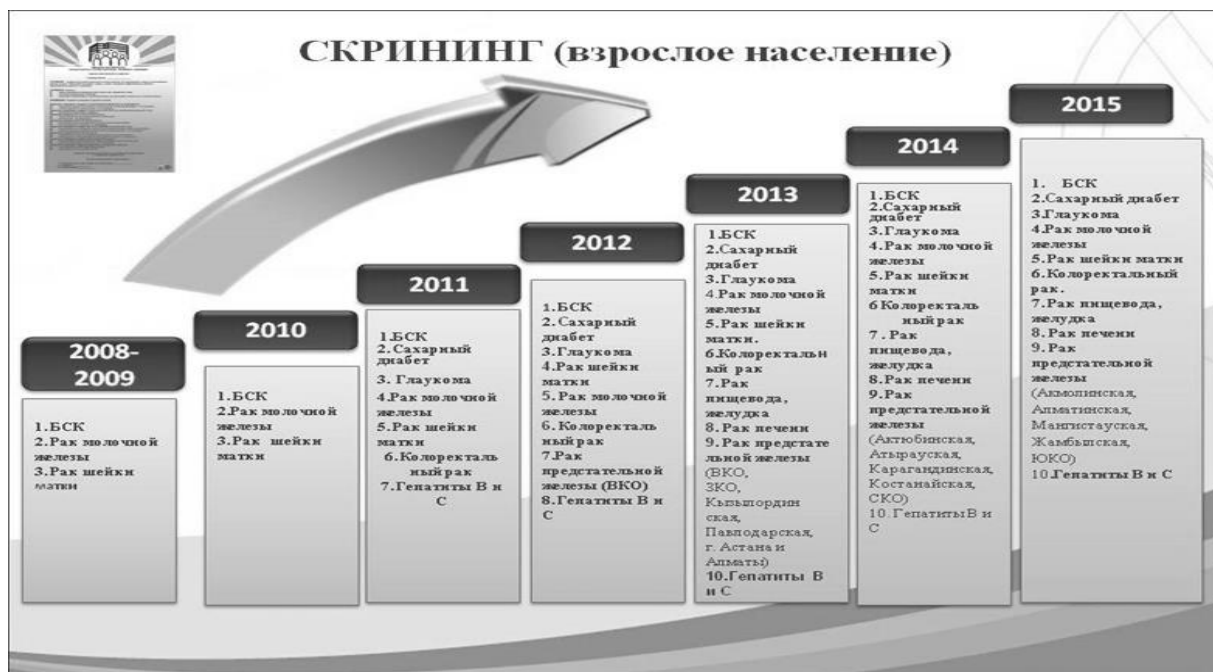 СКРИНИНГ (взрослое население)
2008-
2009
1.БСК
2.Рак молочной
железы
3.Рак шейки
матки
2010
1.БСК
2.Рак молочной
железы
3.Рак шейки
матки
2011
1.БСК
2.Сахарный
диабет
3. Глаукома
4.Рак молочной
железы
5.Рак шейки
матки
6.Колоректаль
ный рак
7.Гепатиты В и
С
2012
1.БСК
2.Сахарный
диабет
3.Глаукома
4.Рак шейки
матки
5.Рак молочной
железы
6.Колоректаль
ный рак
7.Рак
предстательной
железы (ВКО)
8.Гепатиты В и
С
2013
1.БСК
2.Сахарный
диабет
3.Глаукома
4.Рак молочной
железы
5.Рак шейки
матки.
6.Колоректальн
ый рак
7.Рак
пищевода,
желудка
8.Рак печени
9.Рак предстате
льной железы
(ВКО,
ЗКО,
Кызылордин
ская,
Павлодарская,
г. Астана и
Алматы)
10.Гепатиты В
и С
2014
1.БСК
2.Сахарный
диабет
3.Глаукома
4.Рак молочной
железы
5.Рак шейки
матки
6 Колоректаль
ный рак
7. Рак
пищевода,
желудка
8.Рак печени
9.Рак
предстательной
железы
(Актюбинская,
Атырауская,
Карагандинская,
Костанайская,
СКО)
10. Гепатиты В и
С
2015
1. БСК
2.Сахарный диабет
3.Глаукома
4.Рак молочной
железы
5.Рак шейки матки
6.Колоректальный
рак.
7.Рак пищевода,
желудка
8.Рак печени
9.Рак
предстательной
железы
(Акмолинская,
Алматинская,
Мангистауская,
Жамбылская,
ЮКО)
10.Гепатиты В и С